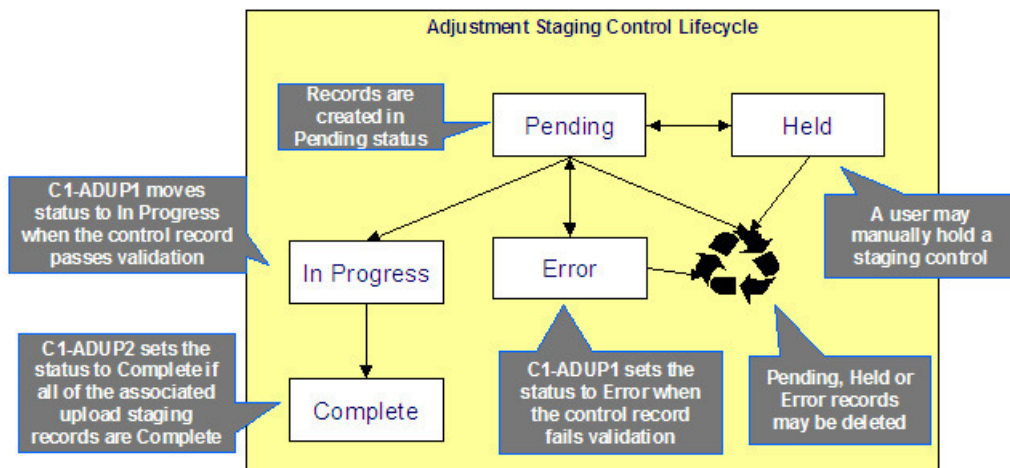 Adjustment Staging Control Lifecycle
Records are
created in
Pending status
Pending
Held
C1-ADUP1 moves
status to In Progress
when the control record
passes validation
A user may
manually hold a
staging control
In Progress
Error
C1-ADUP2 sets the
status to Complete if
all of the associated
upload staging
records are Complete
Complete
C1-ADUP1 sets the
status to Error when
the control record
fails validation
Pending, Held or
Error records
may be deleted